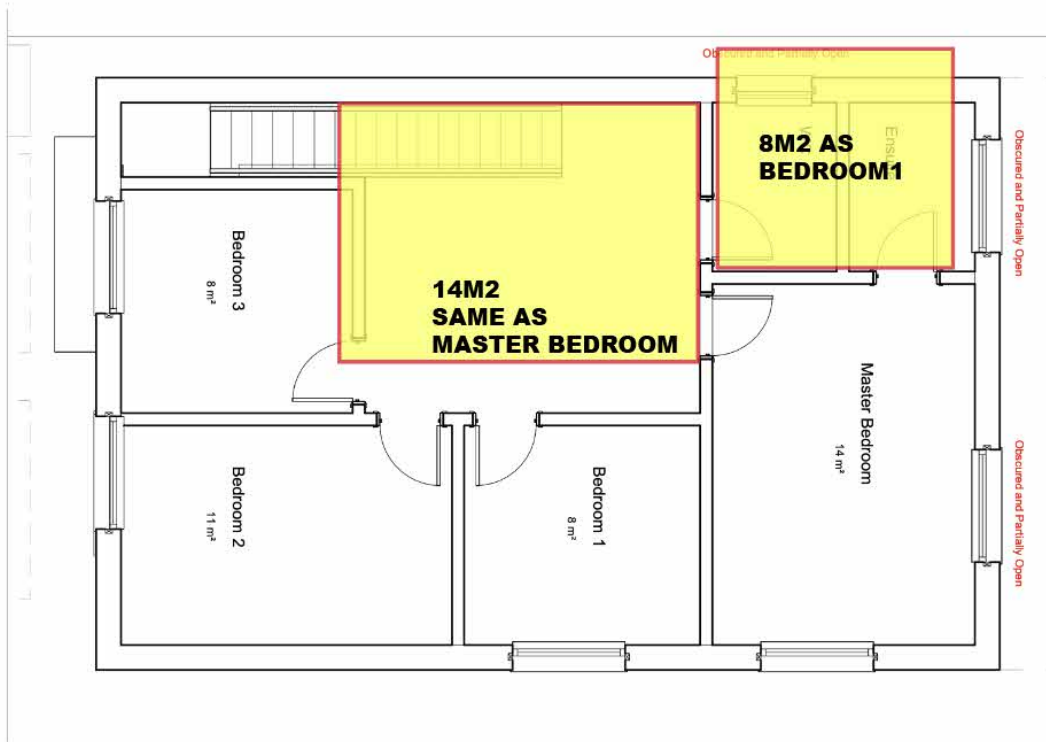 Obscured and Partially Open
8M2 AS
BEDROOM1
Ensuite
Obscured and Partially Open
Bedroom 3
8 m²
14M2
SAME AS
MASTER BEDROOM
Master Bedroom
14 m²
Bedroom 2
11 m²
Bedroom 1
8 m²
Obscured and Partially Open